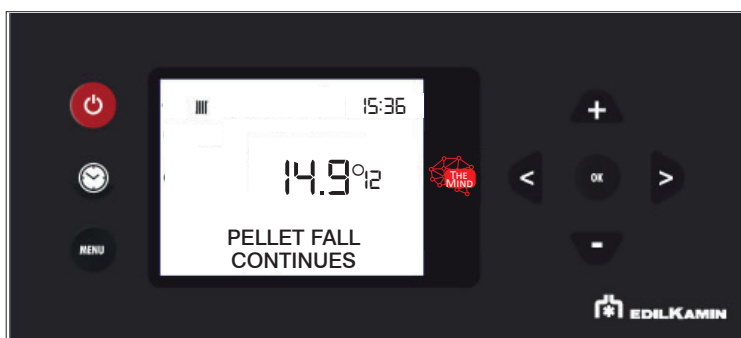 15:36
14.9°12
THE
MIND
OK
MENU
PELLET FALL
CONTINUES
EDILKAMIN